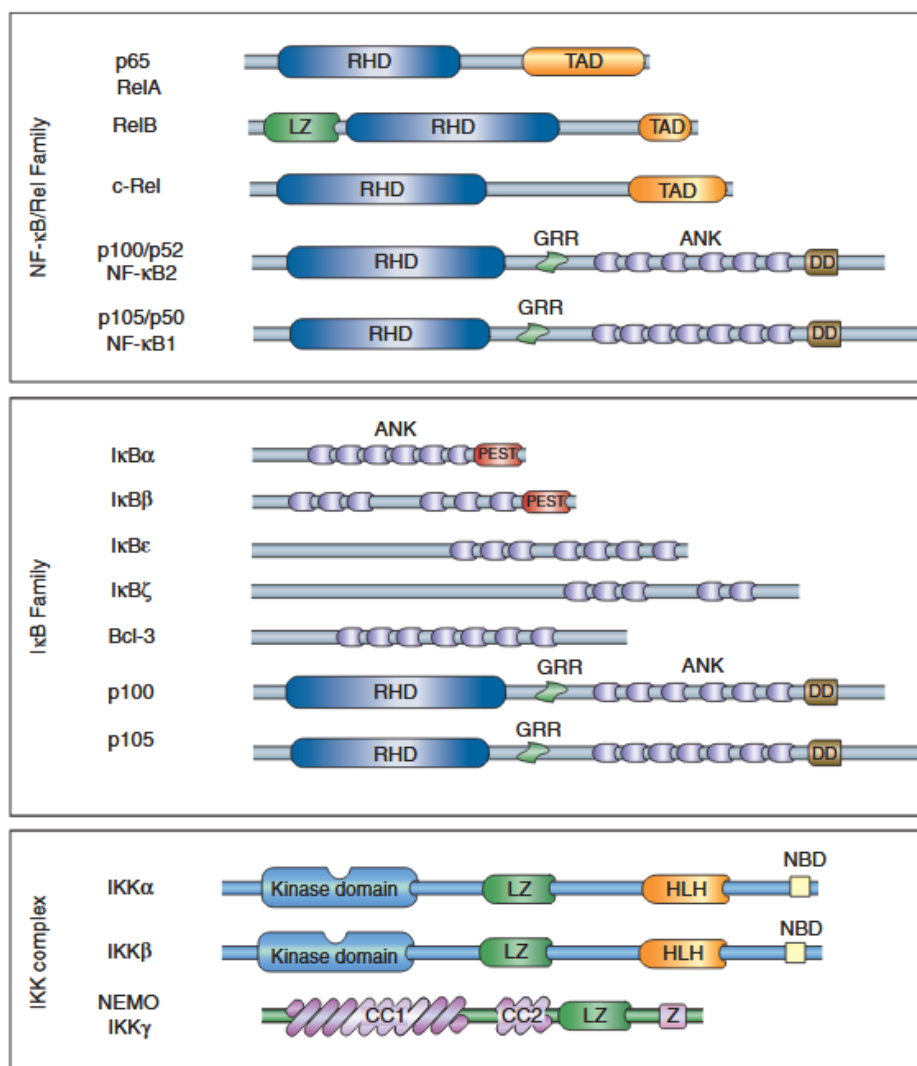 NF-κB/Rel Family
p65
RelA
RHD
TAD
RelB
LZ
RHD
TAD
c-Rel
RHD
TAD
p100/p52
NF-κB2
RHD
GRR
ANK
DD
p105/p50
NF-κB1
RHD
GRR
DD
IκB Family
ANK
IκBα
PEST
IκBβ
PEST
IκBε
IκBζ
Bcl-3
p100
RHD
GRR
ANK
DD
p105
RHD
GRR
DD
IKK complex
IKKα
Kinase domain
LZ
HLH
NBD
IKKβ
Kinase domain
LZ
HLH
NBD
NEMO
IKKγ
CC1
CC2
LZ
Z